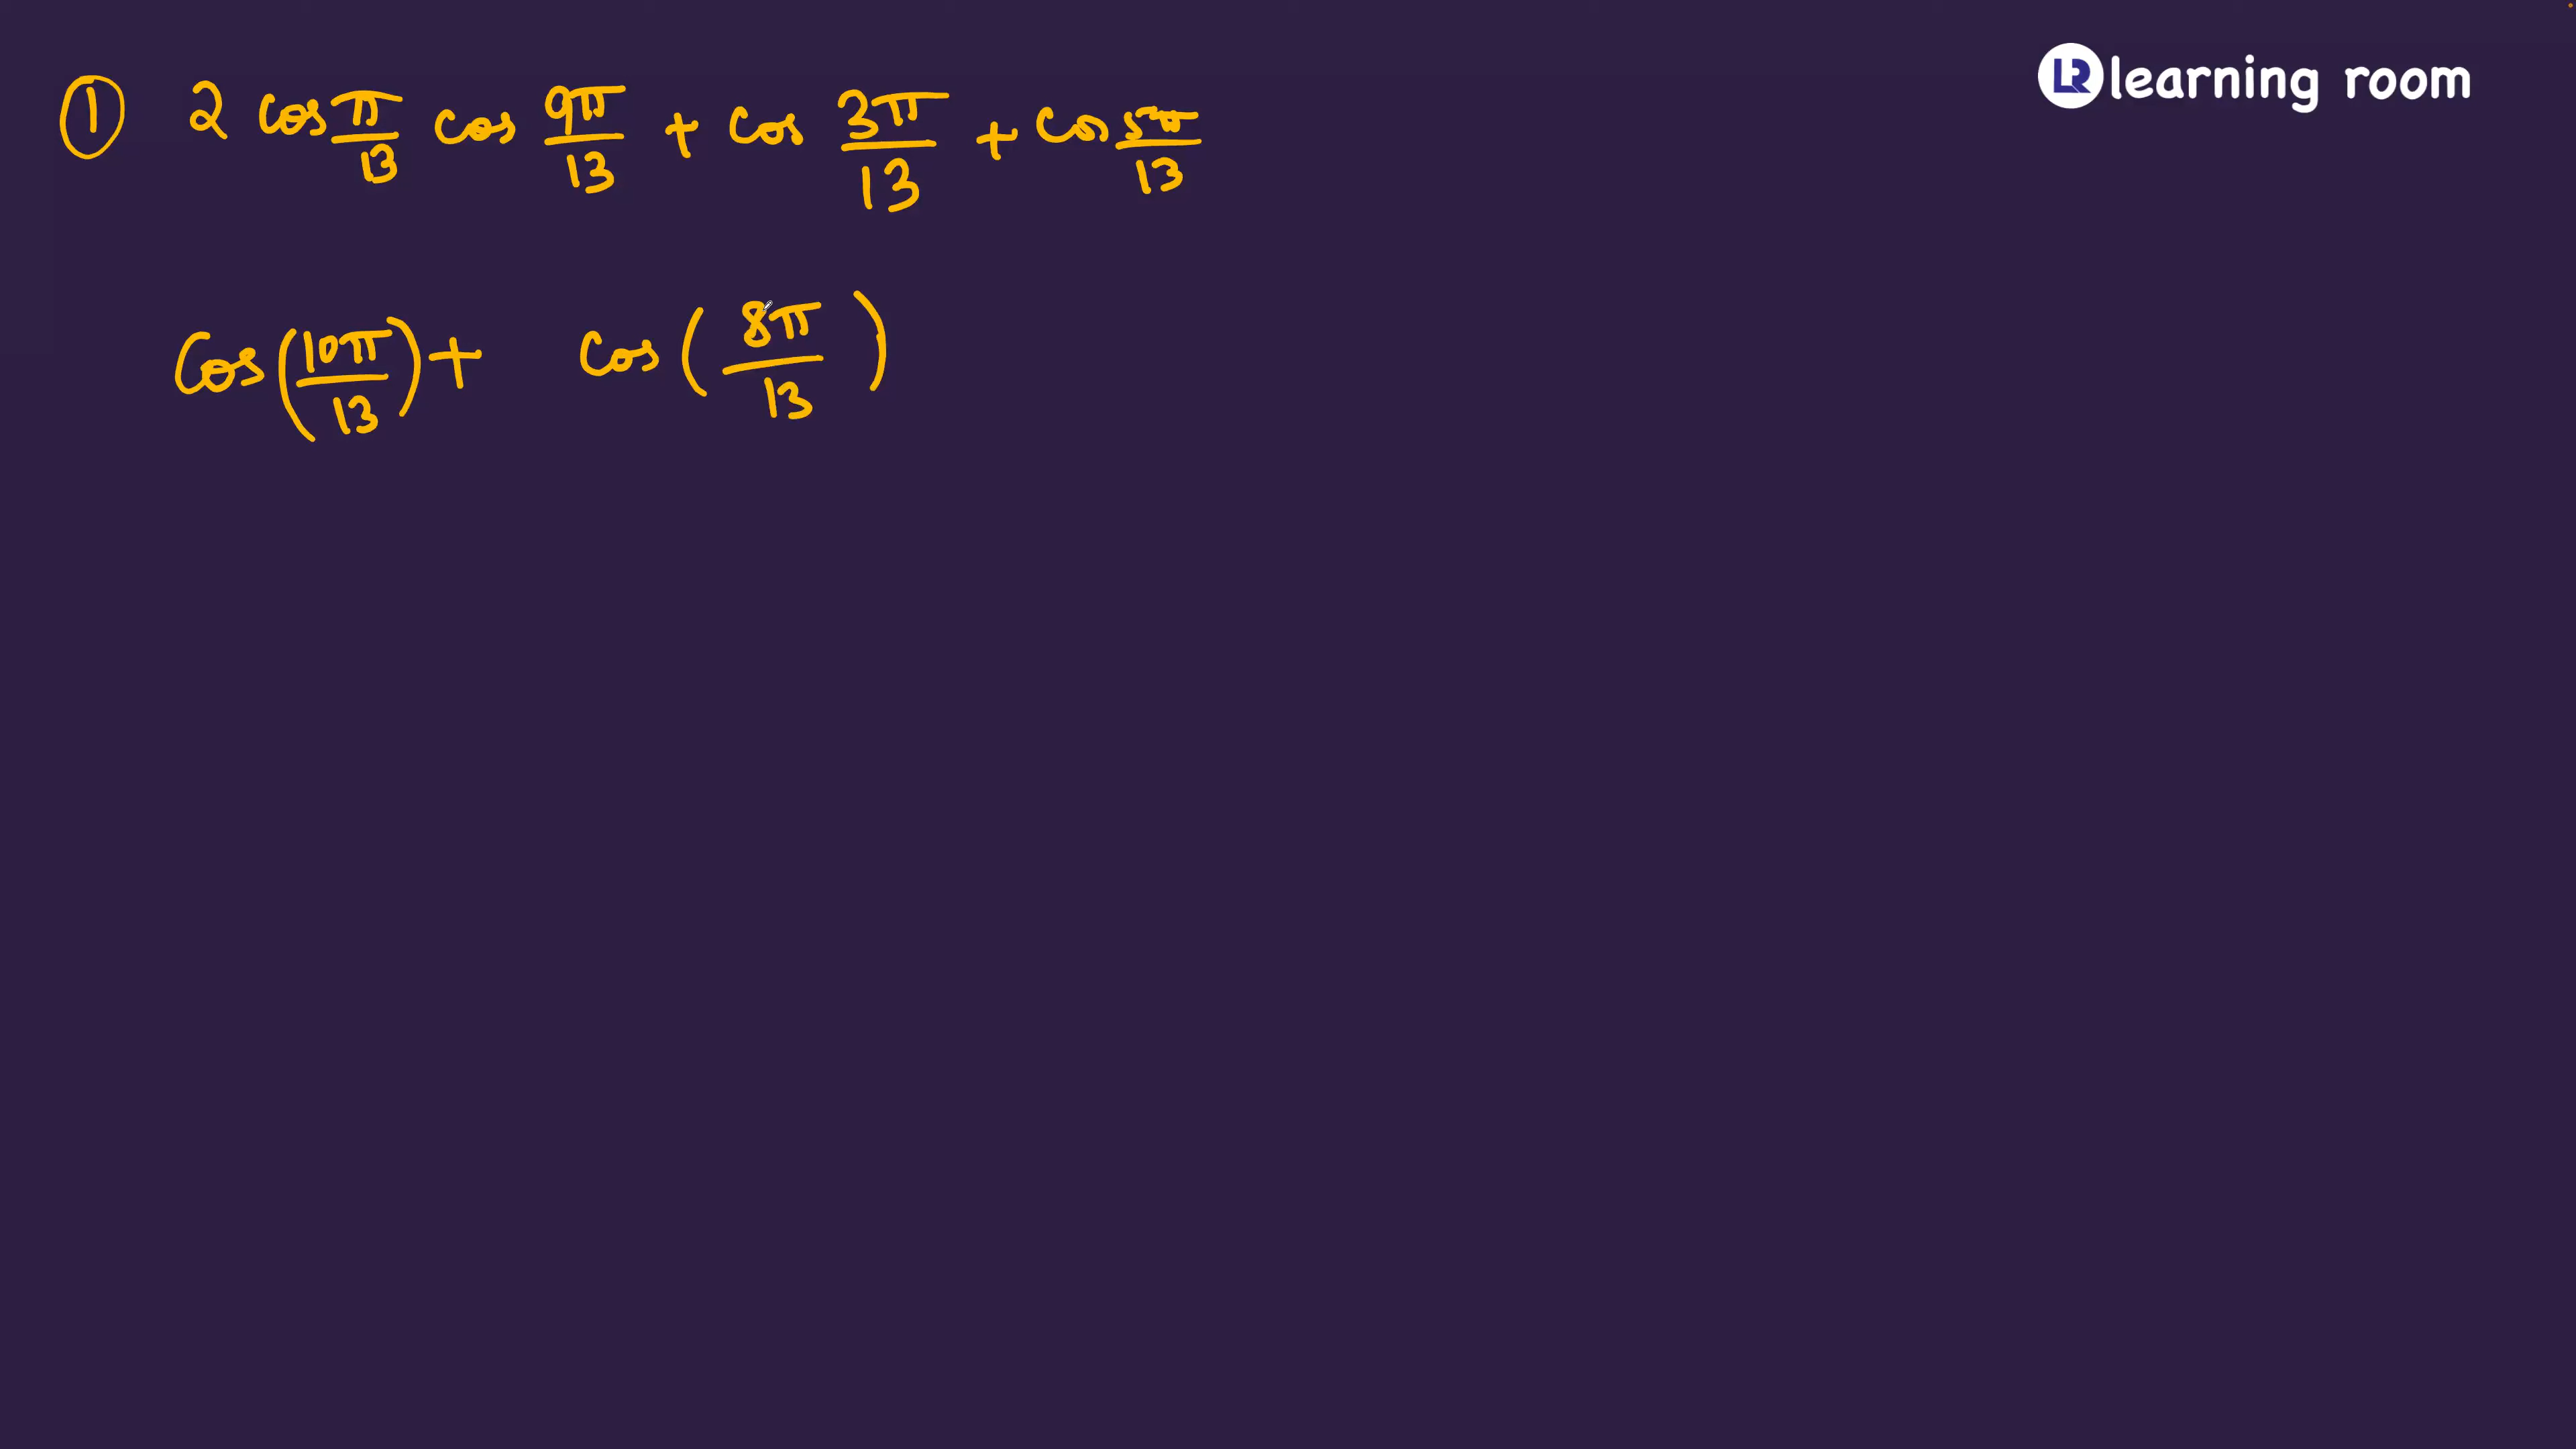 ① 2 cos π/13 cos 9π/13 + cos 3π/13 + cos 5π/13
LR learning room
cos(10π/13) + cos(8π/13)